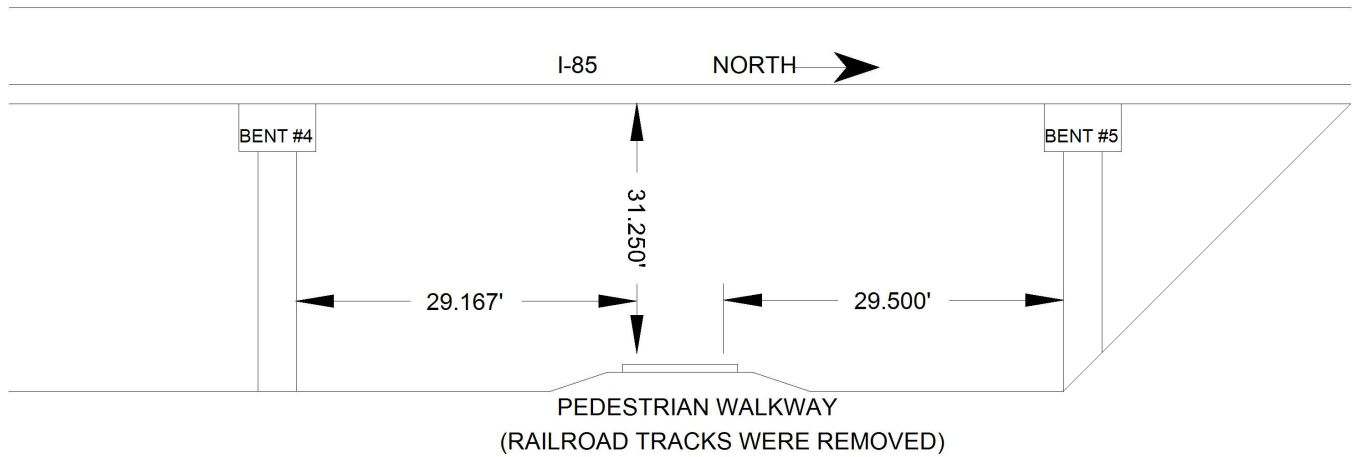 I-85 NORTH
BENT #4
BENT #5
31.250'
29.167'
29.500'
PEDESTRIAN WALKWAY
(RAILROAD TRACKS WERE REMOVED)